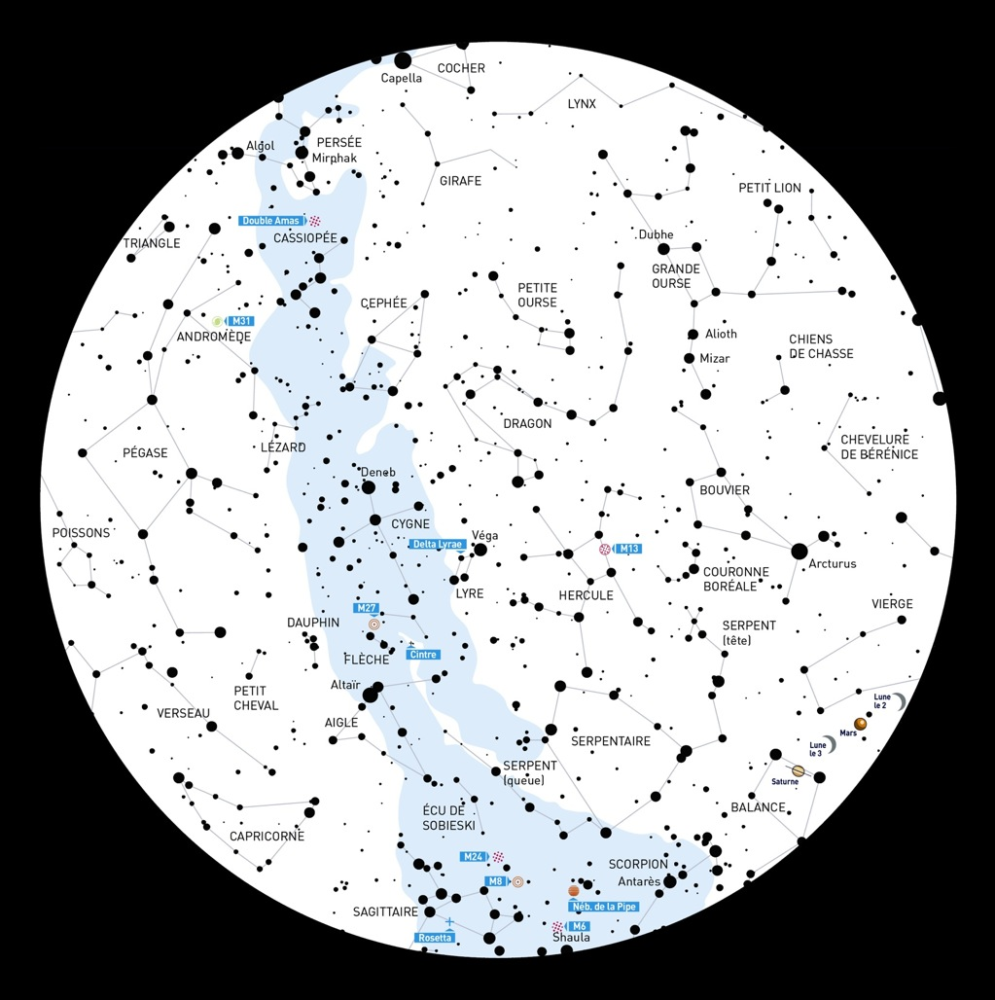 COCHER
Capella
LYNX
Algol
PERSÉE
Mirphak
GIRAFE
PETIT LION
Double Amas
CASSIOPÉE
TRIANGLE
Dubhe
GRANDE
OURSE
PETITE
OURSE
CEPHÉE
M31
ANDROMÈDE
Alioth
CHIENS
DE CHASSE
Mizar
DRAGON
CHEVELURE
DE BÉRÉNICE
LÉZARD
PÉGASE
Deneb
BOUVIER
CYGNE
POISSONS
Delta Lyrae
Véga
M13
Arcturus
COURONNE
BORÉALE
LYRE
HERCULE
VIERGE
M27
DAUPHIN
SERPENT
(tête)
Cintre
FLÈCHE
Altaïr
PETIT
CHEVAL
Lune
le 2
VERSEAU
AIGLE
Mars
SERPENTAIRE
Lune
le 3
SERPENT
(queue)
Saturne
BALANCE
ÉCU DE
SOBIESKI
CAPRICORNE
M24
SCORPION
M8
Antarès
Néb. de la Pipe
SAGITTAIRE
M6
Rosetta
Shaula